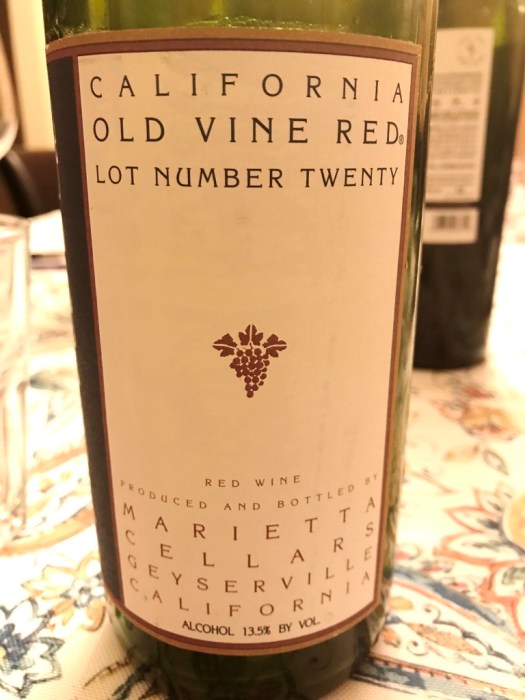 CALIFORNIA
OLD VINE RED®
LOT NUMBER TWENTY
RED WINE
PRODUCED AND BOTTLED BY
MARIETTA
CELLARS
GEYSERVILLE
CALIFORNIA
ALCOHOL 13.5% BY VOL.